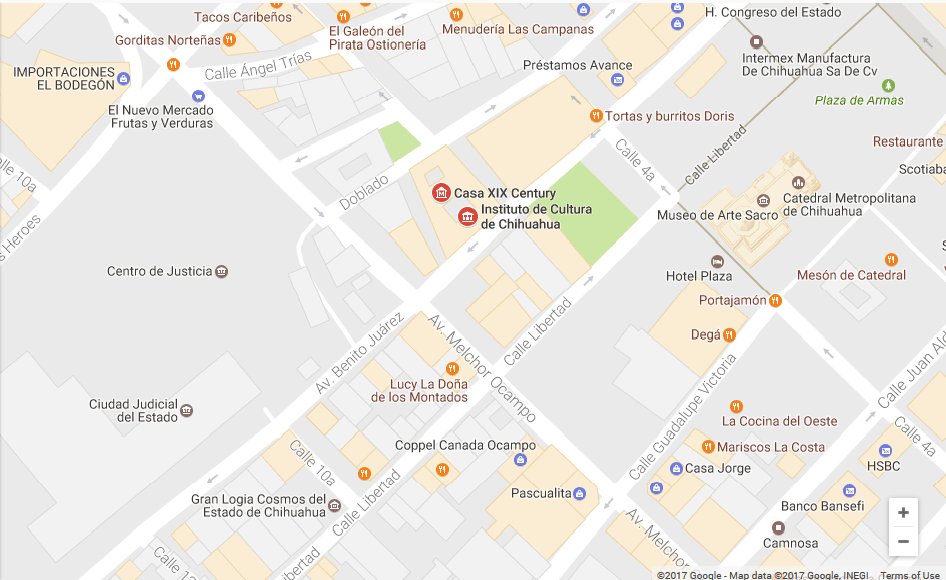 Tacos Caribeños
H. Congreso del Estado
Gorditas Norteñas
El Galeón del
Pirata Ostionería
Menudería Las Campanas
Calle Ángel Trías
IMPORTACIONES
EL BODEGÓN
Préstamos Avance
Intermex Manufactura
De Chihuahua Sa De Cv
Plaza de Armas
El Nuevo Mercado
Frutas y Verduras
Tortas y burritos Doris
Restaurante
Calle 4a
Calle Libertad
Scotiaba
Calle 10a
Doblado
Casa XIX Century
Instituto de Cultura
de Chihuahua
Catedral Metropolitana
de Chihuahua
Museo de Arte Sacro
s Heroes
Centro de Justicia
Hotel Plaza
Mesón de Catedral
Portajamón
Degá
Av. Benito Juárez
Av. Melchor Ocampo
Calle Libertad
Calle Juan Ald
Lucy La Doña
de los Montados
Calle Guadalupe Victoria
La Cocina del Oeste
Ciudad Judicial
del Estado
Coppel Canada Ocampo
Mariscos La Costa
Calle 4a
Calle 10a
Casa Jorge
HSBC
Pascualita
Gran Logia Cosmos del
Estado de Chihuahua
Calle Libertad
Banco Bansefi
Av. Melchor
Camnosa
Calle 12a
Libertad
+
−
©2017 Google - Map data ©2017 Google, INEGI
Terms of Use